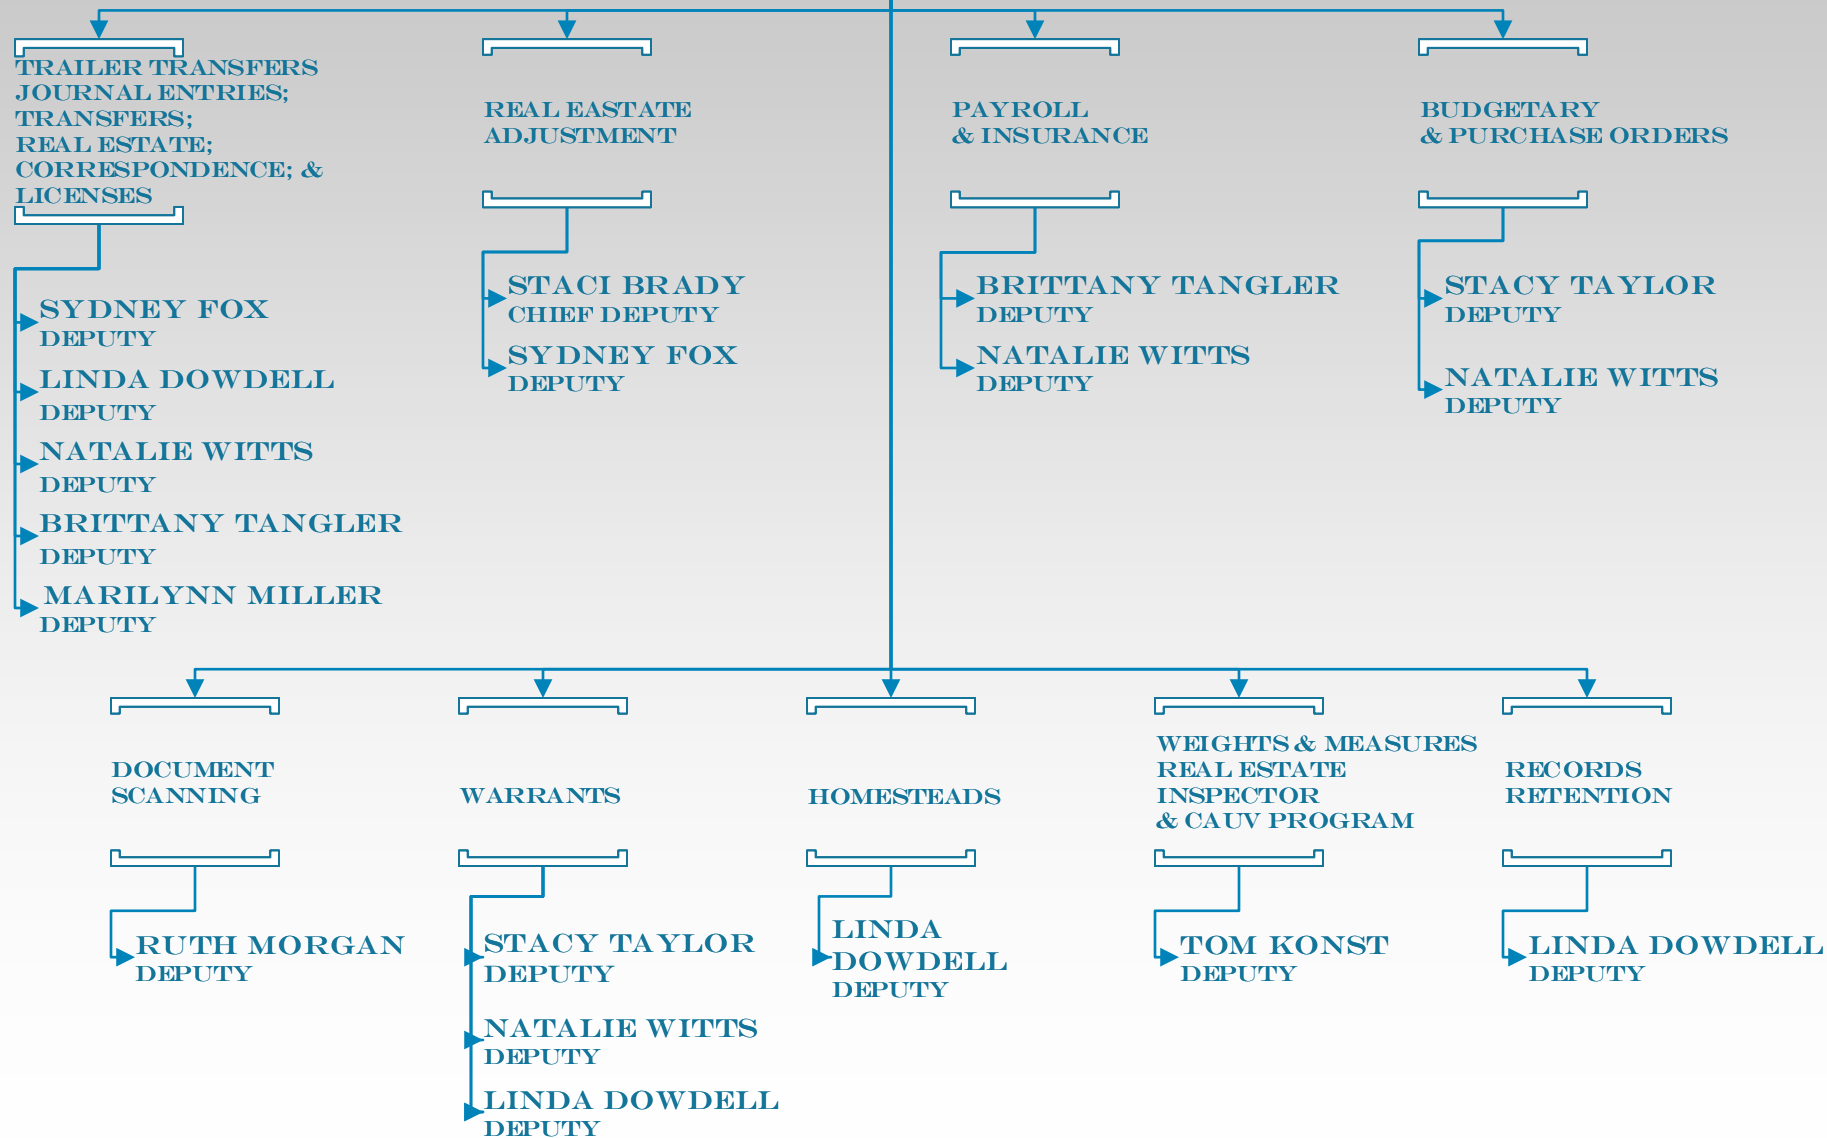 TRAILER TRANSFERS
JOURNAL ENTRIES;
TRANSFERS;
REAL ESTATE;
CORRESPONDENCE; &
LICENSES
SYDNEY FOX
DEPUTY
LINDA DOWDELL
DEPUTY
NATALIE WITTS
DEPUTY
BRITTANY TANGLER
DEPUTY
MARILYNN MILLER
DEPUTY
REAL EASTATE
ADJUSTMENT
STACI BRADY
CHIEF DEPUTY
SYDNEY FOX
DEPUTY
PAYROLL
& INSURANCE
BRITTANY TANGLER
DEPUTY
NATALIE WITTS
DEPUTY
BUDGETARY
& PURCHASE ORDERS
STACY TAYLOR
DEPUTY
NATALIE WITTS
DEPUTY
DOCUMENT
SCANNING
RUTH MORGAN
DEPUTY
WARRANTS
STACY TAYLOR
DEPUTY
NATALIE WITTS
DEPUTY
LINDA DOWDELL
DEPUTY
HOMESTEADS
LINDA
DOWDELL
DEPUTY
WEIGHTS & MEASURES
REAL ESTATE
INSPECTOR
& CAUV PROGRAM
TOM KONST
DEPUTY
RECORDS
RETENTION
LINDA DOWDELL
DEPUTY